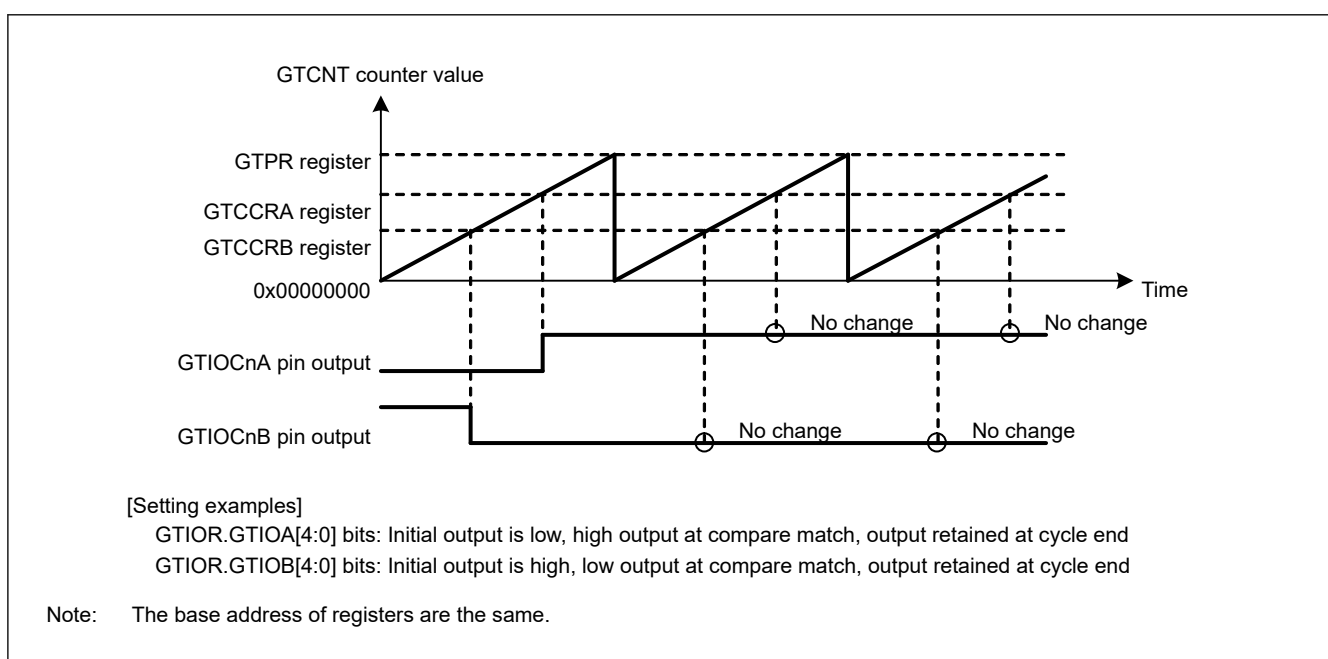 GTCNT counter value
GTPR register
GTCCRA register
GTCCRB register
0x00000000
Time
No change
No change
GTIOCnA pin output
No change
No change
GTIOCnB pin output
[Setting examples]
GTIOR.GTIOA[4:0] bits: Initial output is low, high output at compare match, output retained at cycle end
GTIOR.GTIOB[4:0] bits: Initial output is high, low output at compare match, output retained at cycle end
Note: The base address of registers are the same.